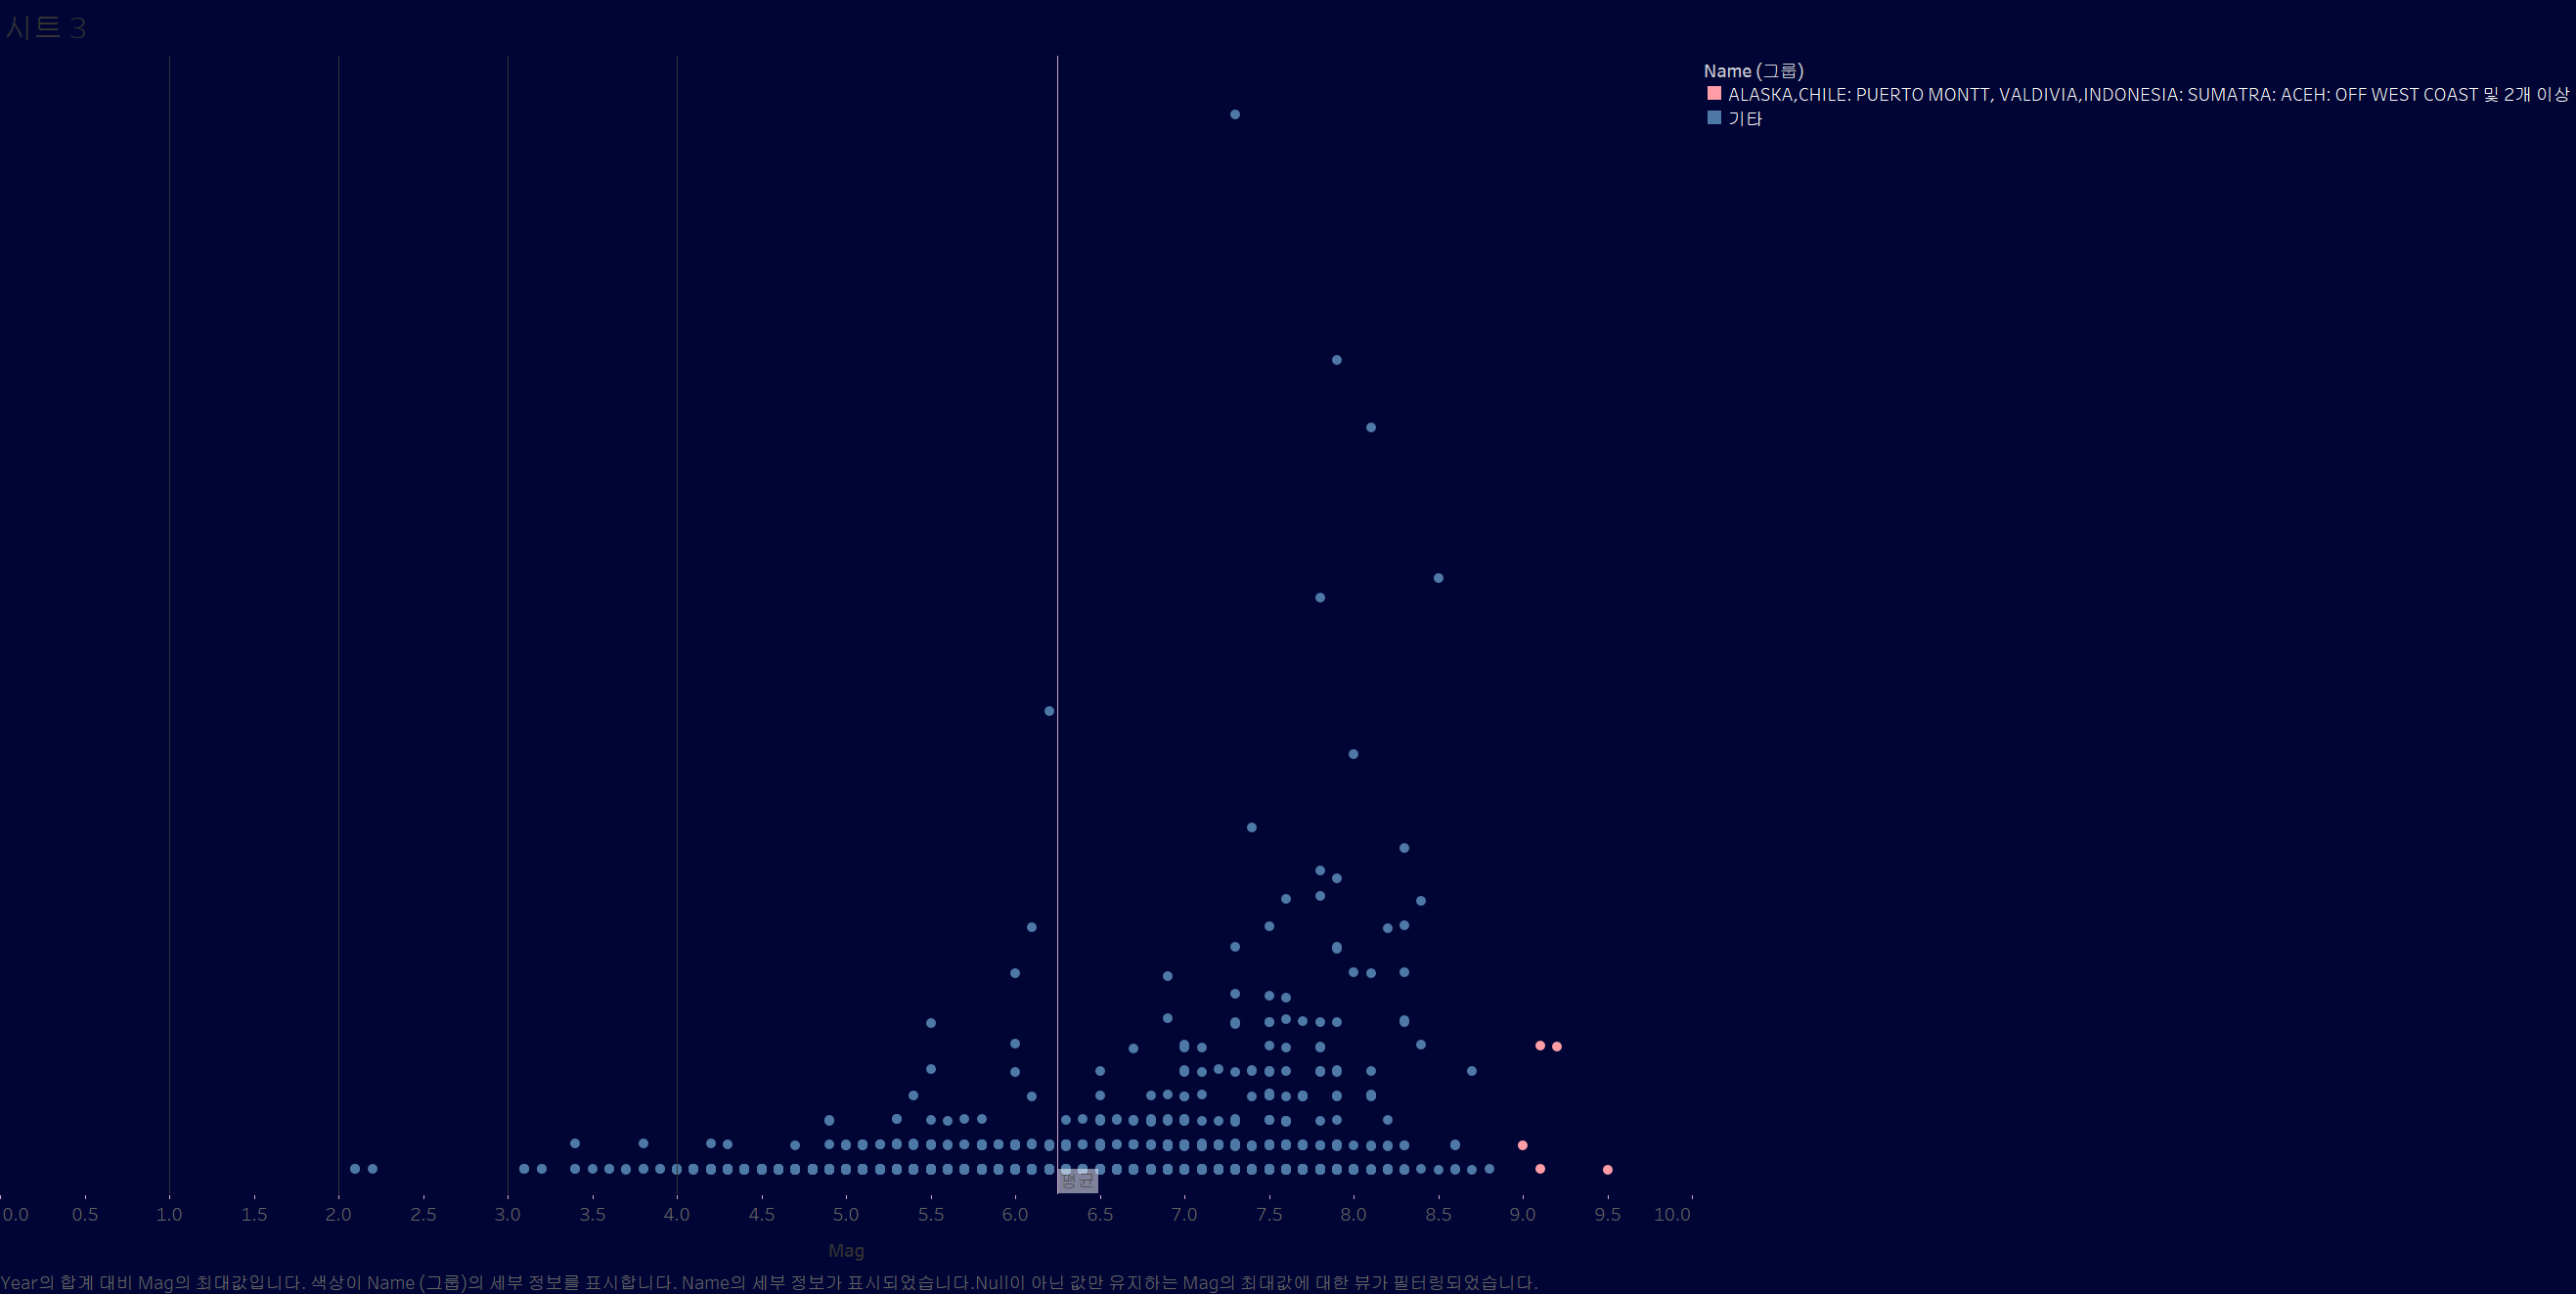 시트 3
Name (그룹)
ALASKA,CHILE: PUERTO MONTT, VALDIVIA,INDONESIA: SUMATRA: ACEH: OFF WEST COAST 및 2개 이상
기타
평균
0.0 0.5 1.0 1.5 2.0 2.5 3.0 3.5 4.0 4.5 5.0 5.5 6.0 6.5 7.0 7.5 8.0 8.5 9.0 9.5 10.0
Mag
Year의 합계 대비 Mag의 최대값입니다. 색상이 Name (그룹)의 세부 정보를 표시합니다. Name의 세부 정보가 표시되었습니다.Null이 아닌 값만 유지하는 Mag의 최대값에 대한 뷰가 필터링되었습니다.